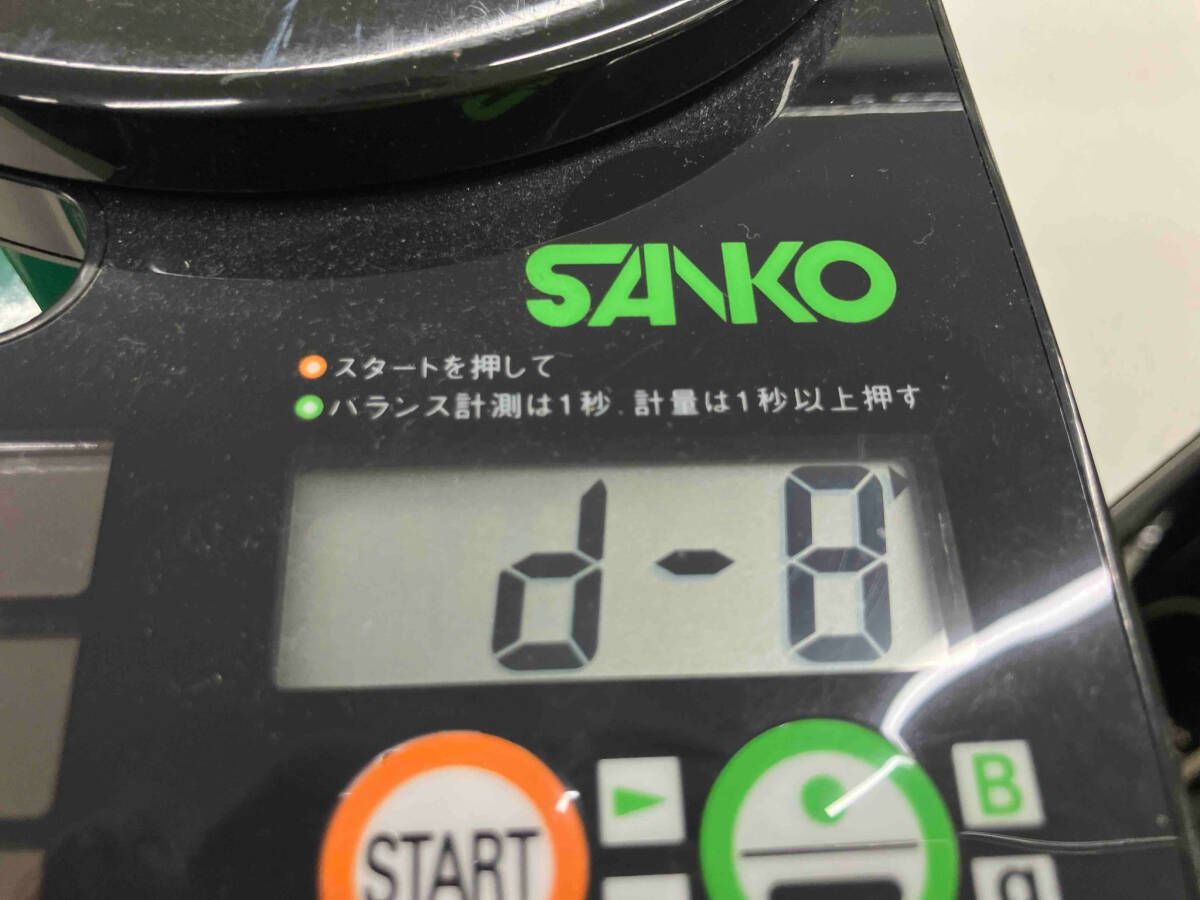 SANKO
スタートを押して
バランス計測は1秒.計量は1秒以上押す
d-8
START
B
g